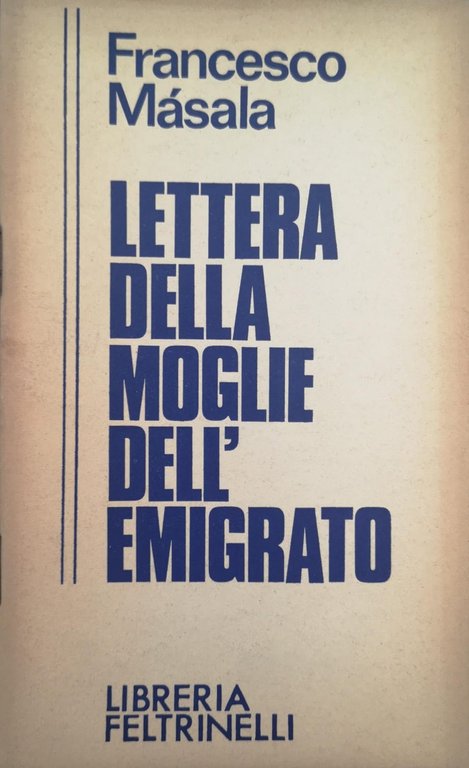 Francesco
Másala
LETTERA
DELLA
MOGLIE
DELL'
EMIGRATO
LIBRERIA
FELTRINELLI